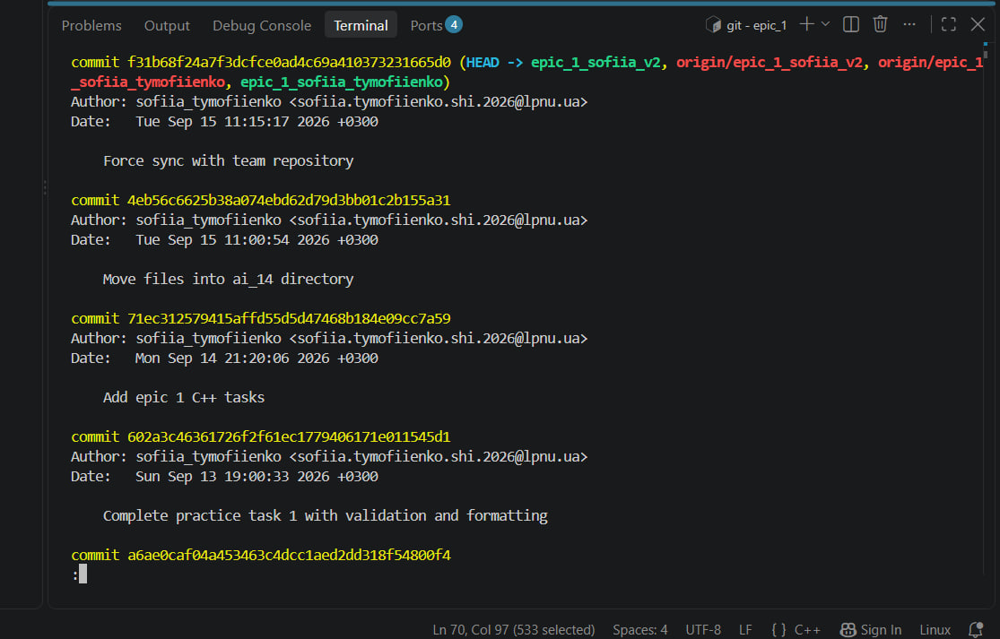 Problems Output Debug Console Terminal Ports 4 git - epic_1
commit f31b68f24a7f3dcfce0ad4c69a410373231665d0 (HEAD -> epic_1_sofiia_v2, origin/epic_1_sofiia_v2, origin/epic_1
_sofiia_tymofiienko, epic_1_sofiia_tymofiienko)
Author: sofiia_tymofiienko <sofiia.tymofiienko.shi.2026@lpnu.ua>
Date:   Tue Sep 15 11:15:17 2026 +0300
Force sync with team repository
commit 4eb56c6625b38a074ebd62d79d3bb01c2b155a31
Author: sofiia_tymofiienko <sofiia.tymofiienko.shi.2026@lpnu.ua>
Date:   Tue Sep 15 11:00:54 2026 +0300
Move files into ai_14 directory
commit 71ec312579415affd55d5d47468b184e09cc7a59
Author: sofiia_tymofiienko <sofiia.tymofiienko.shi.2026@lpnu.ua>
Date:   Mon Sep 14 21:20:06 2026 +0300
Add epic 1 C++ tasks
commit 602a3c46361726f2f61ec1779406171e011545d1
Author: sofiia_tymofiienko <sofiia.tymofiienko.shi.2026@lpnu.ua>
Date:   Sun Sep 13 19:00:33 2026 +0300
Complete practice task 1 with validation and formatting
commit a6ae0caf04a453463c4dcc1aed2dd318f54800f4
:
Ln 70, Col 97 (533 selected) Spaces: 4 UTF-8 LF { } C++ Sign In Linux